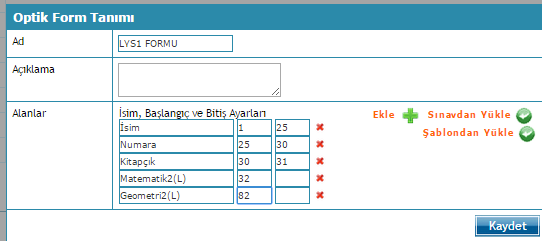 Optik Form Tanımı
Ad
LYS1 FORMU
Açıklama
Alanlar
İsim, Başlangıç ve Bitiş Ayarları
Ekle Sınavdan Yükle
Şablondan Yükle
İsim 1 25
Numara 25 30
Kitapçık 30 31
Matematik2(L) 32
Geometri2(L) 82
Kaydet